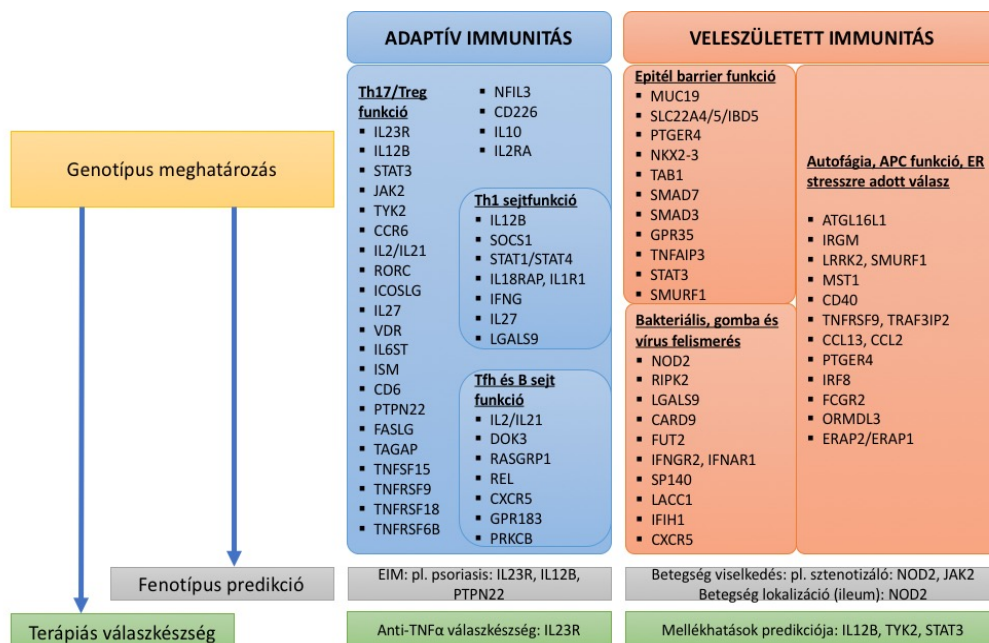 ADAPTÍV IMMUNITÁS
VELESZÜLETETT IMMUNITÁS
Genotípus meghatározás
Th17/Treg
funkció
▪ IL23R
▪ IL12B
▪ STAT3
▪ JAK2
▪ TYK2
▪ CCR6
▪ IL2/IL21
▪ RORC
▪ ICOSLG
▪ IL27
▪ VDR
▪ IL6ST
▪ ISM
▪ CD6
▪ PTPN22
▪ FASLG
▪ TAGAP
▪ TNFSF15
▪ TNFRSF9
▪ TNFRSF18
▪ TNFRSF6B
▪ NFIL3
▪ CD226
▪ IL10
▪ IL2RA
Th1 sejtfunkció
▪ IL12B
▪ SOCS1
▪ STAT1/STAT4
▪ IL18RAP, IL1R1
▪ IFNG
▪ IL27
▪ LGALS9
Tfh és B sejt
funkció
▪ IL2/IL21
▪ DOK3
▪ RASGRP1
▪ REL
▪ CXCR5
▪ GPR183
▪ PRKCB
Epitél barrier funkció
▪ MUC19
▪ SLC22A4/5/IBD5
▪ PTGER4
▪ NKX2-3
▪ TAB1
▪ SMAD7
▪ SMAD3
▪ GPR35
▪ TNFAIP3
▪ STAT3
▪ SMURF1
Bakteriális, gomba és
vírus felismerés
▪ NOD2
▪ RIPK2
▪ LGALS9
▪ CARD9
▪ FUT2
▪ IFNGR2, IFNAR1
▪ SP140
▪ LACC1
▪ IFIH1
▪ CXCR5
Autofágia, APC funkció, ER
stresszre adott válasz
▪ ATGL16L1
▪ IRGM
▪ LRRK2, SMURF1
▪ MST1
▪ CD40
▪ TNFRSF9, TRAF3IP2
▪ CCL13, CCL2
▪ PTGER4
▪ IRF8
▪ FCGR2
▪ ORMDL3
▪ ERAP2/ERAP1
Fenotípus predikció
EIM: pl. psoriasis: IL23R, IL12B,
PTPN22
Betegség viselkedés: pl. sztenotizáló: NOD2, JAK2
Betegség lokalizáció (ileum): NOD2
Terápiás válaszkészség
Anti-TNFα válaszkészség: IL23R
Mellékhatások predikciója: IL12B, TYK2, STAT3